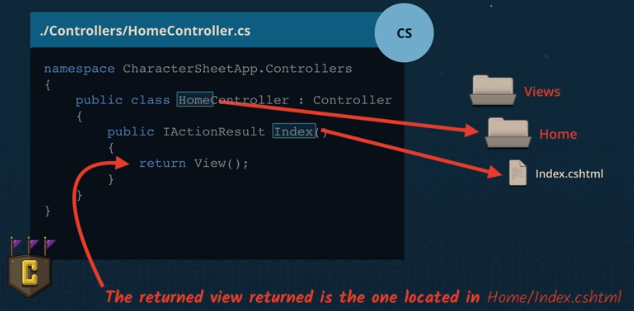 ./Controllers/HomeController.cs
CS
namespace CharacterSheetApp.Controllers
{
public class HomeController : Controller
{
public IActionResult Index()
{
return View();
}
}
}
Views
Home
Index.cshtml
C
The returned view returned is the one located in Home/Index.cshtml